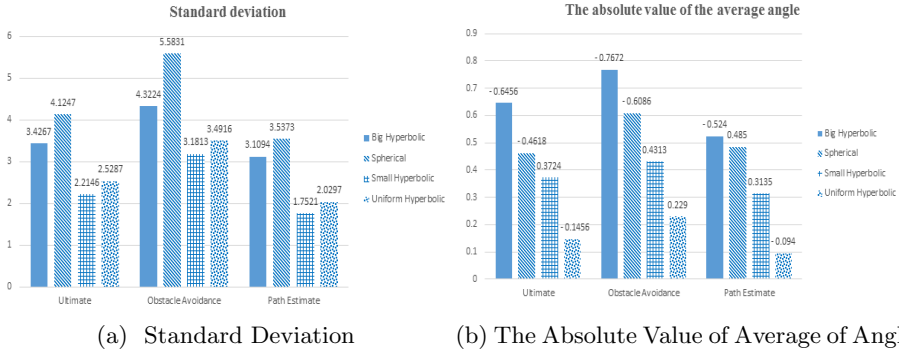 Standard deviation
6
5
4
3
2
1
0
3.4267
4.1247
2.2146
2.5287
4.3224
5.5831
3.1813
3.4916
3.1094
3.5373
1.7521
2.0297
Ultimate
Obstacle Avoidance
Path Estimate
Big Hyperbolic
Spherical
Small Hyperbolic
Uniform Hyperbolic
(a) Standard Deviation
The absolute value of the average angle
0.9
0.8
0.7
0.6
0.5
0.4
0.3
0.2
0.1
0
- 0.6456
- 0.4618
0.3724
- 0.1456
- 0.7672
- 0.6086
0.4313
0.229
- 0.524
0.485
0.3135
- 0.094
Ultimate
Obstacle Avoidance
Path Estimate
Big Hyperbolic
Spherical
Small Hyperbolic
Uniform Hyperbolic
(b) The Absolute Value of Average of Angl